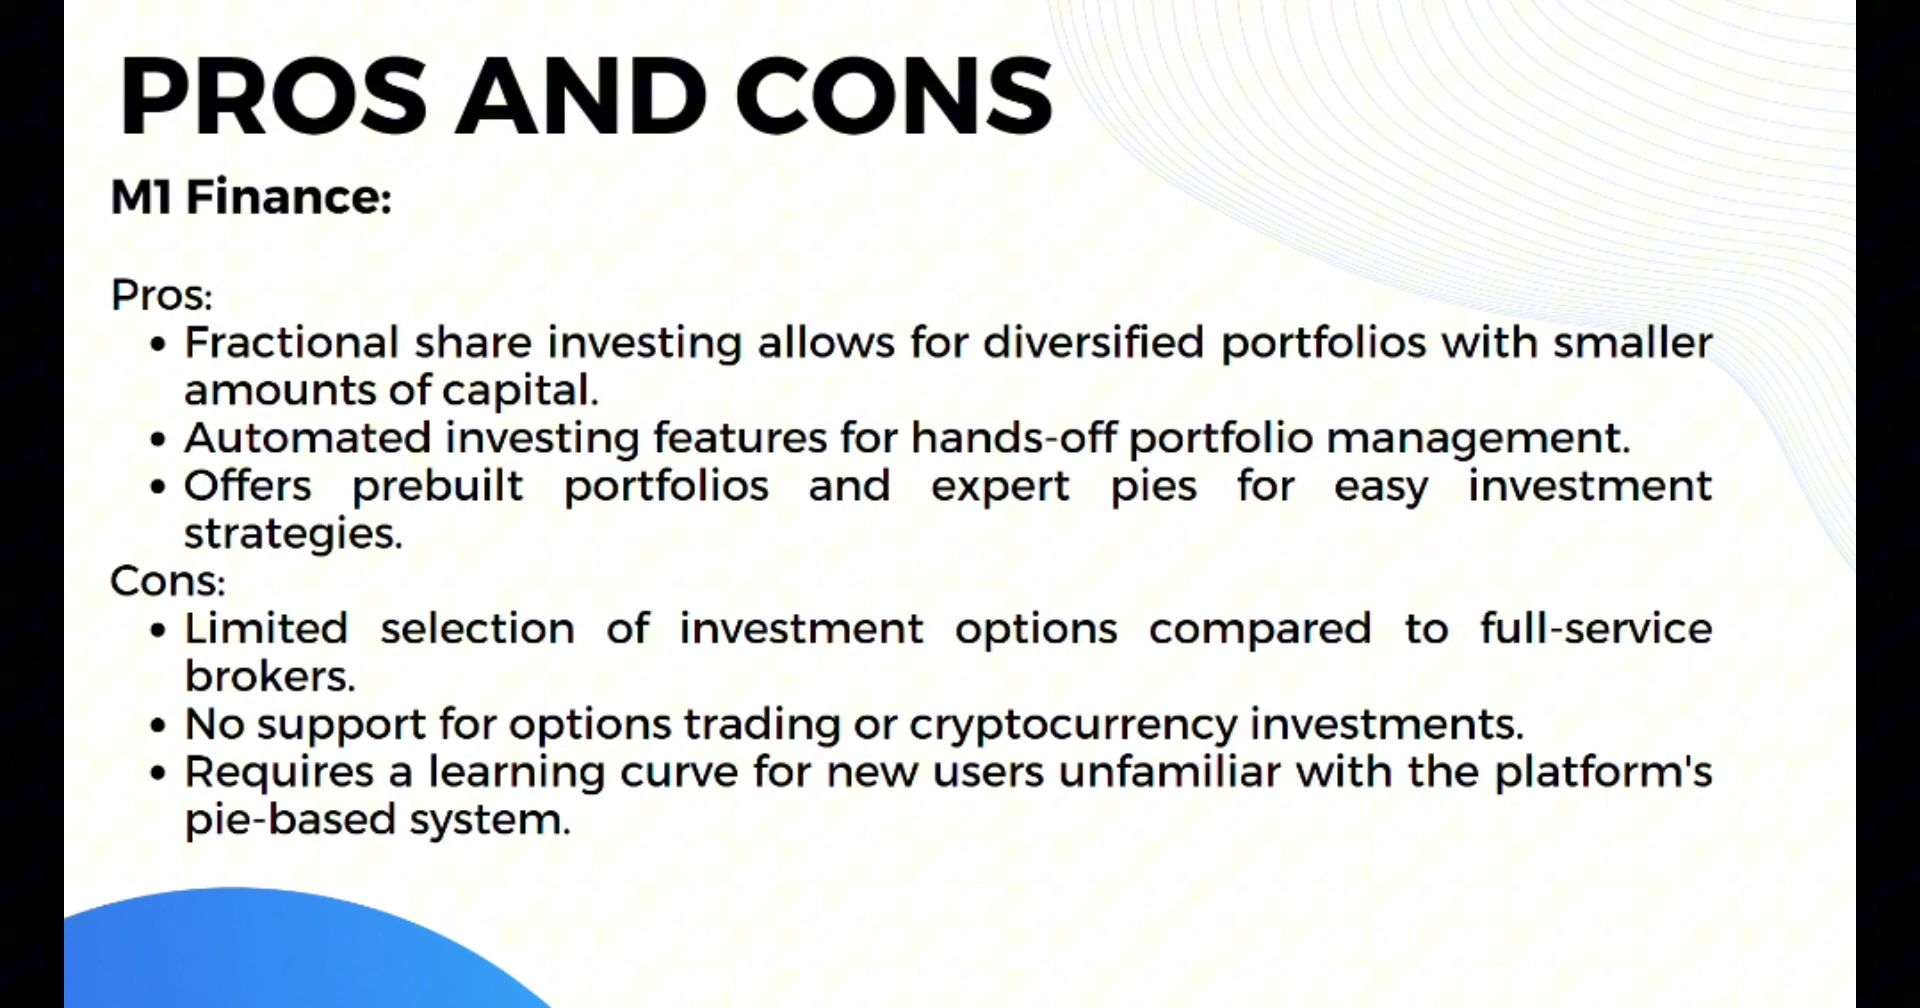 PROS AND CONS
M1 Finance:
Pros:
• Fractional share investing allows for diversified portfolios with smaller
amounts of capital.
• Automated investing features for hands-off portfolio management.
• Offers prebuilt portfolios and expert pies for easy investment
strategies.
Cons:
• Limited selection of investment options compared to full-service
brokers.
• No support for options trading or cryptocurrency investments.
• Requires a learning curve for new users unfamiliar with the platform's
pie-based system.